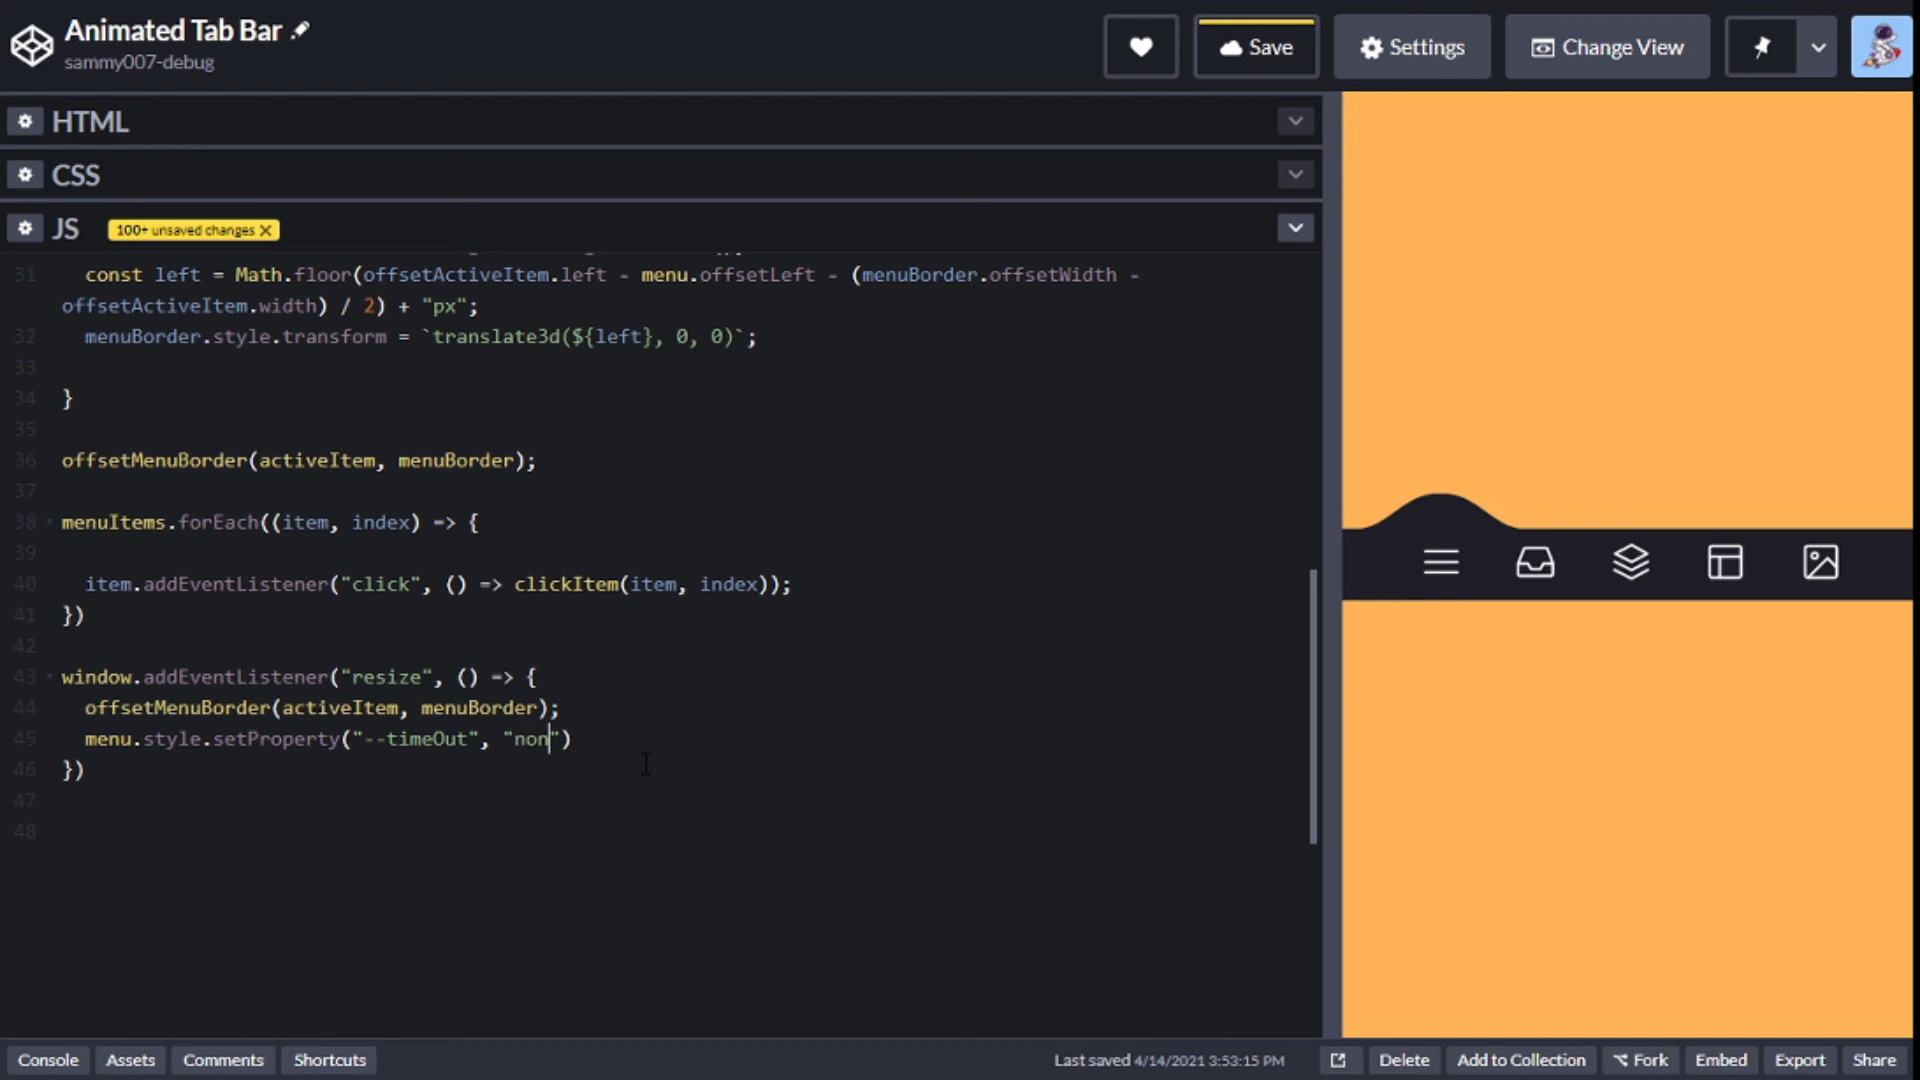 Animated Tab Bar
sammy007-debug
Save
Settings
Change View
HTML
CSS
JS
100+ unsaved changes X
31 const left = Math.floor(offsetActiveItem.left - menu.offsetLeft - (menuBorder.offsetWidth -
offsetActiveItem.width) / 2) + "px";
32 menuBorder.style.transform = `translate3d(${left}, 0, 0)`;
33
34 }
35
36 offsetMenuBorder(activeItem, menuBorder);
37
38 menuItems.forEach((item, index) => {
39
40 item.addEventListener("click", () => clickItem(item, index));
41 })
42
43 window.addEventListener("resize", () => {
44 offsetMenuBorder(activeItem, menuBorder);
45 menu.style.setProperty("--timeOut", "non")
46 })
47
48
Console
Assets
Comments
Shortcuts
Last saved 4/14/2021 3:53:15 PM
Delete
Add to Collection
Fork
Embed
Export
Share